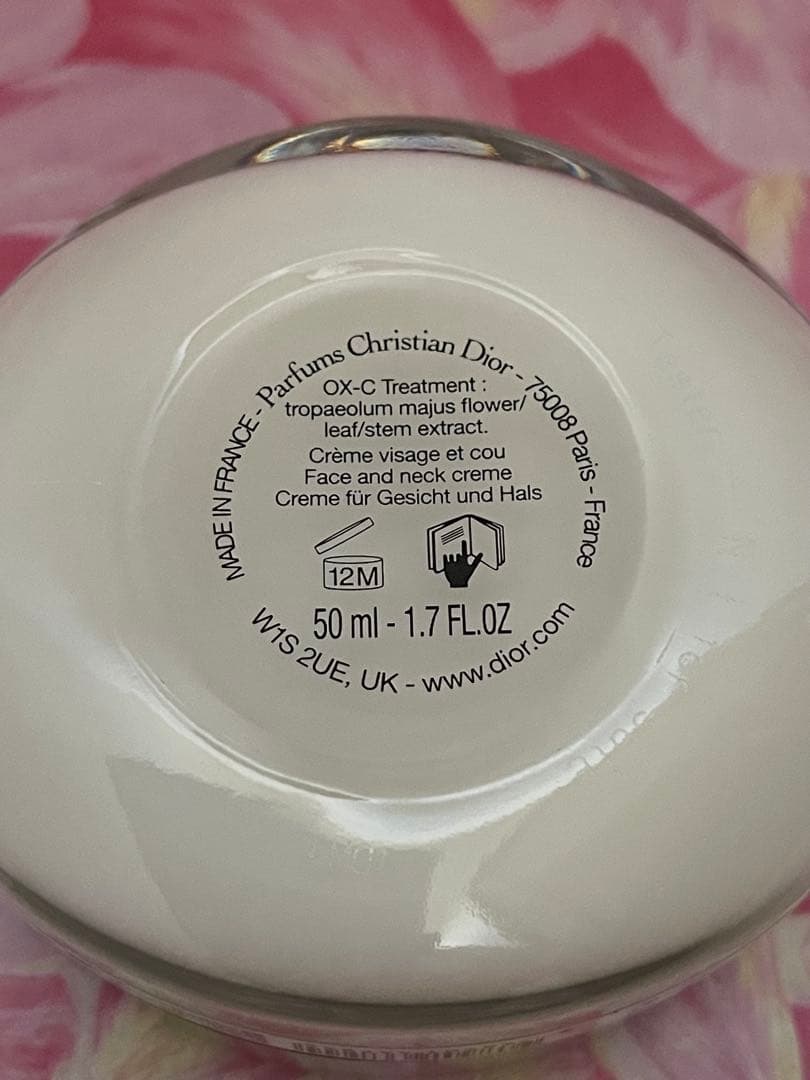 MADE IN FRANCE - Parfums Christian Dior - 75008 Paris - France
OX-C Treatment :
tropaeolum majus flower/
leaf/stem extract.
Crème visage et cou
Face and neck creme
Creme für Gesicht und Hals
12M
50 ml - 1.7 FL.OZ
W1S 2UE, UK - www.dior.com